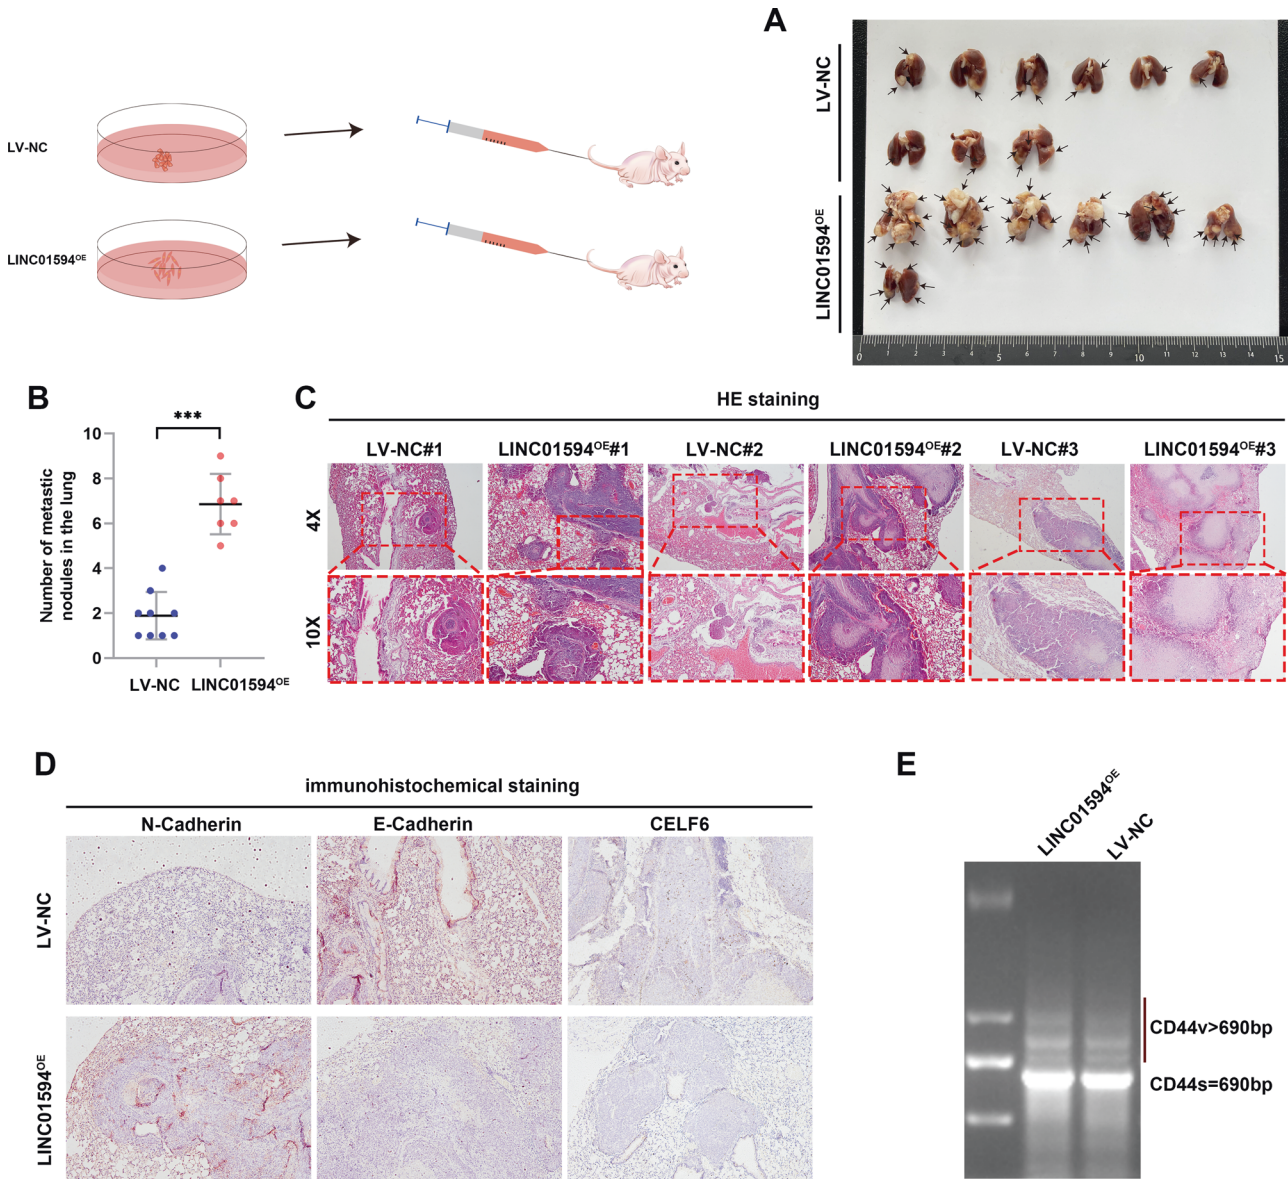 LV-NC
LINC01594OE
A
LV-NC
LINC01594OE
0 1 2 3 4 5 6 7 8 9 10 11 12 13 14 15
B
***
Number of metastic
nodules in the lung
10
8
6
4
2
0
LV-NC LINC01594OE
C
HE staining
LV-NC#1 LINC01594OE#1 LV-NC#2 LINC01594OE#2 LV-NC#3 LINC01594OE#3
4X
10X
D
immunohistochemical staining
N-Cadherin E-Cadherin CELF6
LV-NC
LINC01594OE
E
LINC01594OE
LV-NC
CD44v>690bp
CD44s=690bp